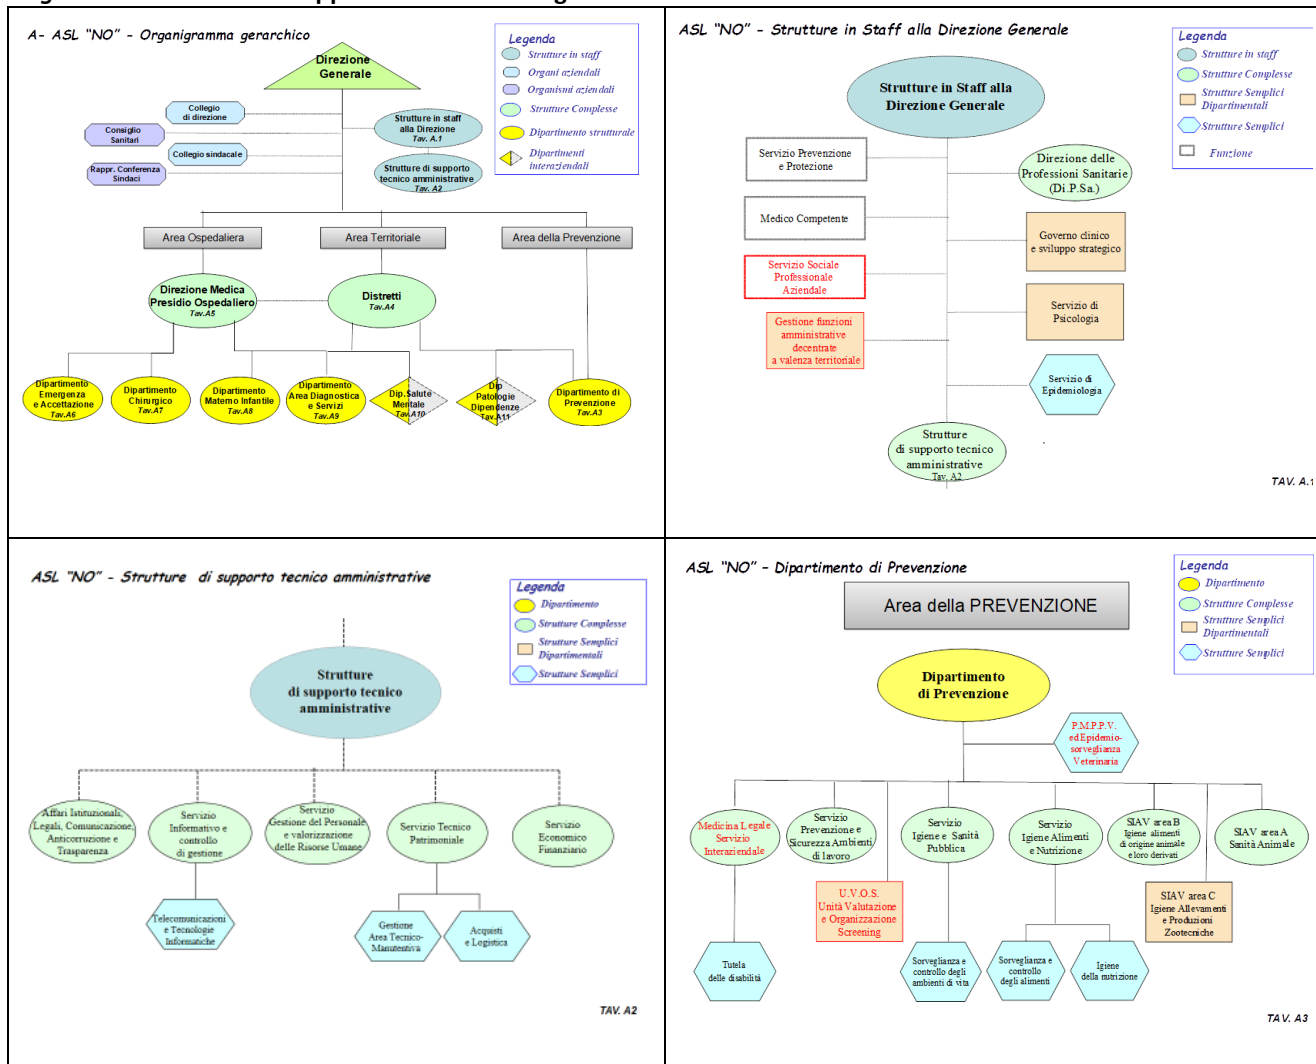 A- ASL "NO" - Organigramma gerarchico
Legenda
Strutture in staff
Organi aziendali
Organismi aziendali
Strutture Complesse
Dipartimento strutturale
Dipartimenti
interaziendali
Direzione
Generale
Collegio
di direzione
Consiglio
Sanitari
Collegio sindacale
Rappr. Conferenza
Sindaci
Strutture in staff
alla Direzione
Tav. A.1
Strutture di supporto
tecnico amministrative
Tav. A2
Area Ospedaliera
Area Territoriale
Area della Prevenzione
Direzione Medica
Presidio Ospedaliero
Tav.A5
Distretti
Tav.A4
Dipartimento
Emergenza
e Accettazione
Tav.A6
Dipartimento
Chirurgico
Tav.A7
Dipartimento
Materno Infantile
Tav.A8
Dipartimento
Area Diagnostica
e Servizi
Tav.A9
Dip.Salute
Mentale
Tav.A10
Dip
Patologie
Dipendenze
Tav.A11
Dipartimento di
Prevenzione
Tav.A3
ASL "NO" - Strutture in Staff alla Direzione Generale
Legenda
Strutture in staff
Strutture Complesse
Strutture Semplici
Dipartimentali
Strutture Semplici
Funzione
Strutture in Staff alla
Direzione Generale
Servizio Prevenzione
e Protezione
Direzione delle
Professioni Sanitarie
(Di.P.Sa.)
Medico Competente
Governo clinico
e sviluppo strategico
Servizio Sociale
Professionale
Aziendale
Servizio di
Psicologia
Gestione funzioni
amministrative
decentrate
a valenza territoriale
Servizio di
Epidemiologia
Strutture
di supporto tecnico
amministrative
Tav. A2
TAV. A.1
ASL "NO" - Strutture di supporto tecnico amministrative
Legenda
Dipartimento
Strutture Complesse
Strutture Semplici
Dipartimentali
Strutture Semplici
Strutture
di supporto tecnico
amministrative
Affari Istituzionali,
Legali, Comunicazione,
Anticorruzione e
Trasparenza
Servizio
Informativo e
controllo
di gestione
Servizio
Gestione del Personale
e valorizzazione
delle Risorse Umane
Servizio Tecnico
Patrimoniale
Servizio
Economico
Finanziario
Telecomunicazioni
e Tecnologie
Informatiche
Gestione
Area Tecnico-
Manutentiva
Acquisti
e Logistica
TAV. A2
ASL "NO" - Dipartimento di Prevenzione
Legenda
Dipartimento
Strutture Complesse
Strutture Semplici
Dipartimentali
Strutture Semplici
Area della PREVENZIONE
Dipartimento
di Prevenzione
P.M.P.P.V.
ed Epidemio-
sorveglianza
Veterinaria
Medicina Legale
Servizio
Interaziendale
Servizio
Prevenzione e
Sicurezza Ambienti
di lavoro
Servizio
Igiene e Sanità
Pubblica
Servizio
Igiene Alimenti
e Nutrizione
SIAV area B
Igiene alimenti
di origine animale
e loro derivati
SIAV area A
Sanità Animale
U.V.O.S.
Unità Valutazione
e Organizzazione
Screening
SIAV area C
Igiene Allevamenti
e Produzioni
Zootecniche
Tutela
delle disabilità
Sorveglianza e
controllo degli
ambienti di vita
Sorveglianza e
controllo
degli alimenti
Igiene
della nutrizione
TAV. A3